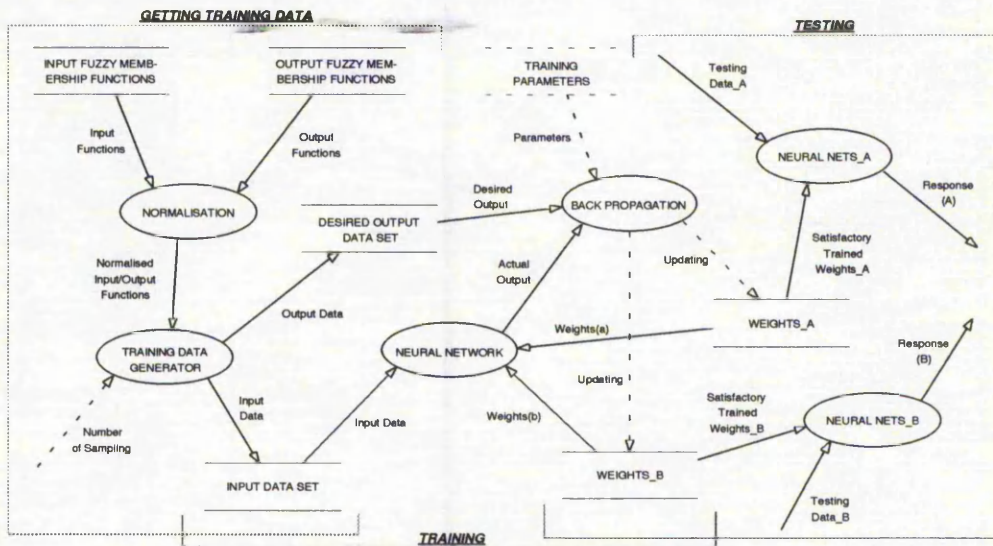 GETTING TRAINING DATA
TESTING
INPUT FUZZY MEMB-
ERSHIP FUNCTIONS
OUTPUT FUZZY MEM-
BERSHIP FUNCTIONS
TRAINING
PARAMETERS
Testing
Data_A
Input
Functions
Output
Functions
Parameters
NEURAL NETS_A
Response
(A)
NORMALISATION
Desired
Output
BACK PROPAGATION
DESIRED OUTPUT
DATA SET
Satisfactory
Trained
Weights_A
Normalised
Input/Output
Functions
Actual
Output
Updating
Output Data
WEIGHTS_A
Weights(a)
TRAINING DATA
GENERATOR
NEURAL NETWORK
Response
(B)
Updating
Input
Data
Input Data
Weights(b)
Satisfactory
Trained
Weights_B
NEURAL NETS_B
Number
of Sampling
INPUT DATA SET
WEIGHTS_B
Testing
Data_B
TRAINING